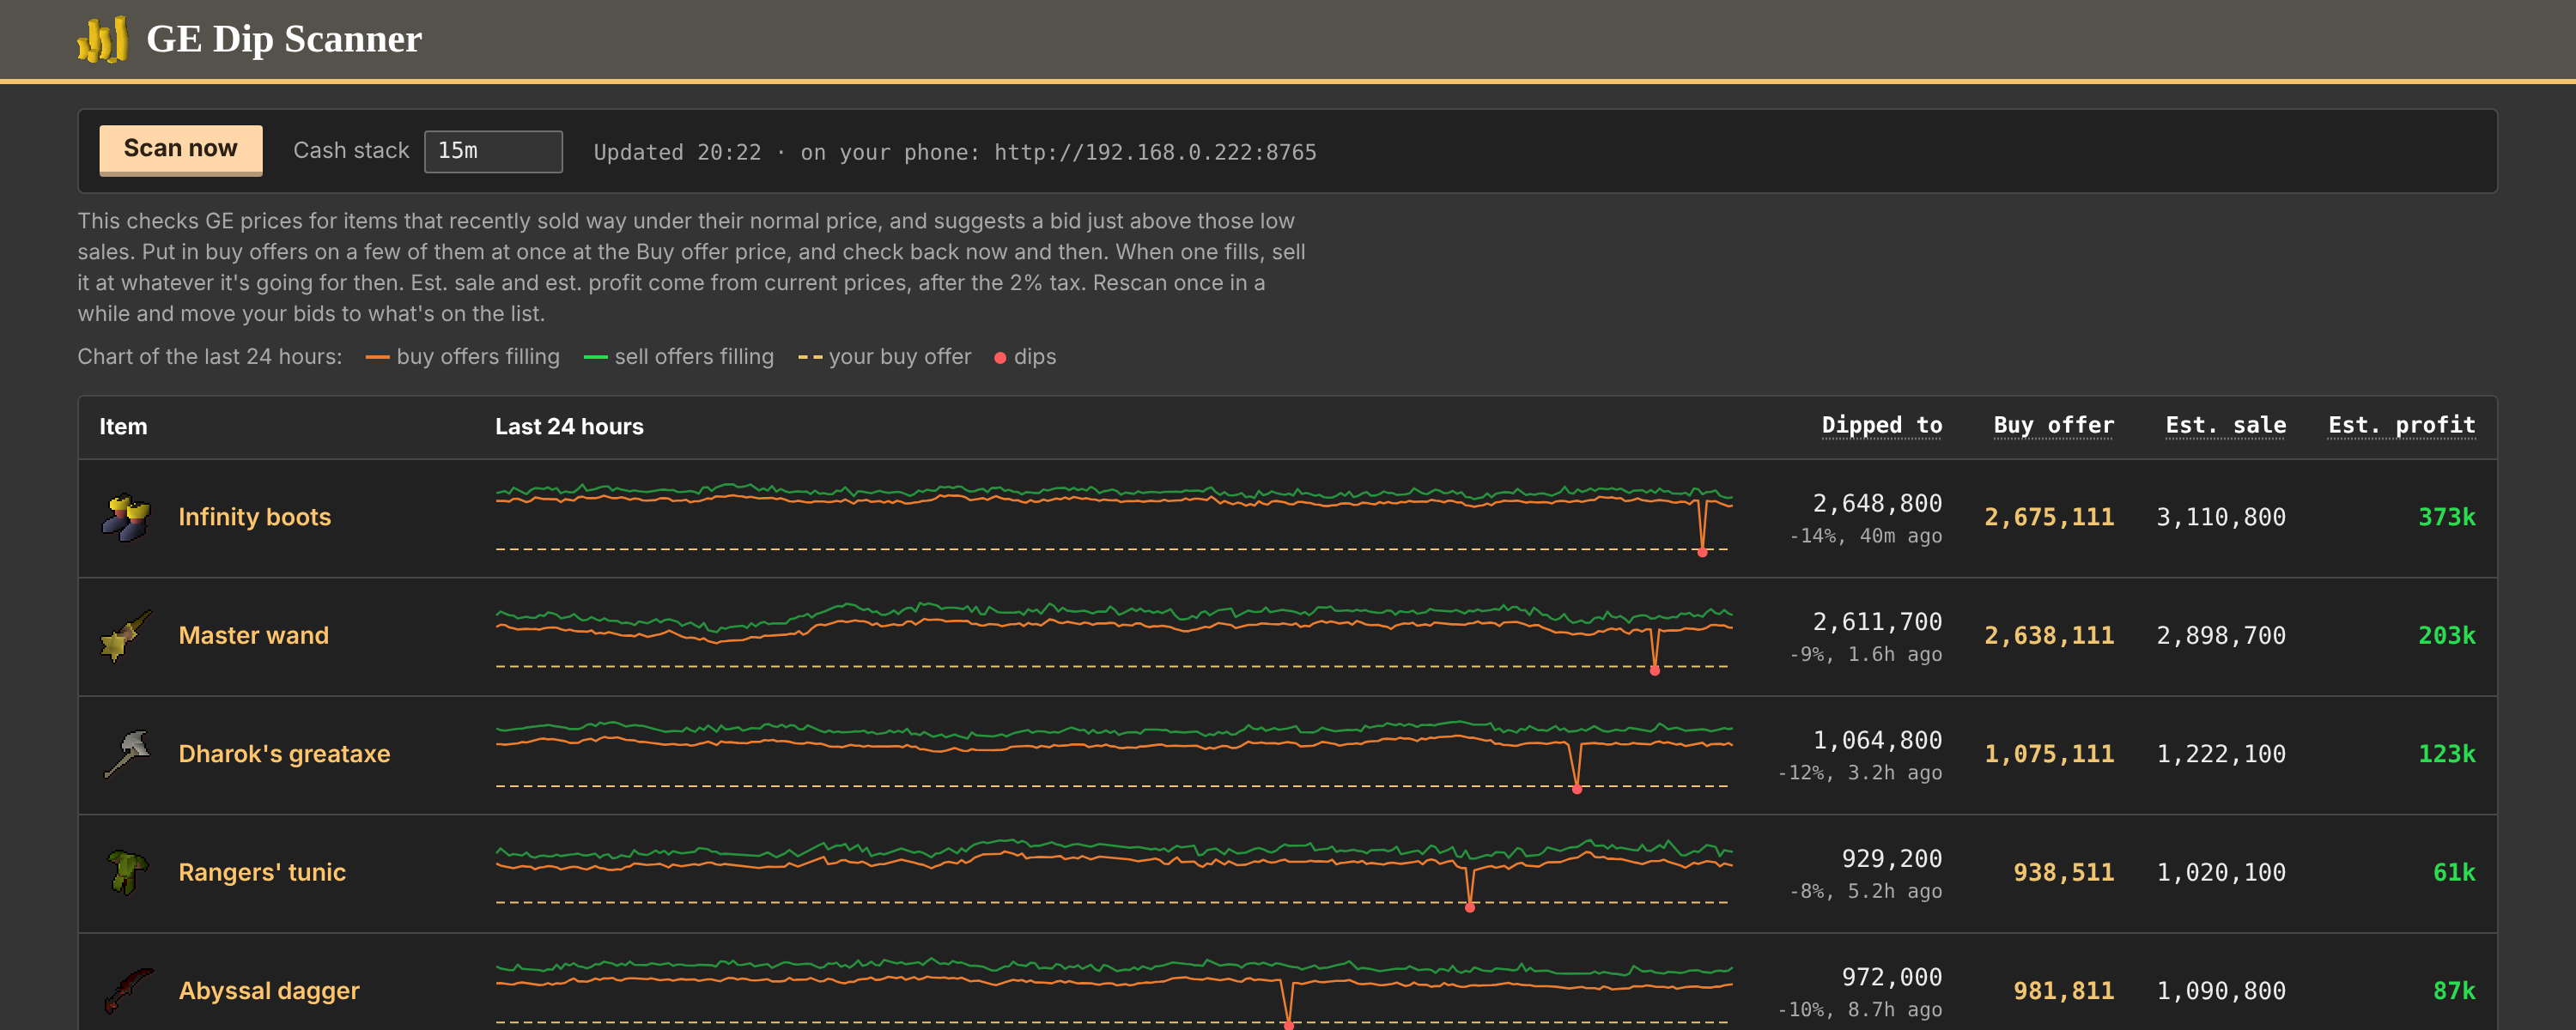 GE Dip Scanner
Scan now Cash stack 15m Updated 20:22 · on your phone: http://192.168.0.222:8765
This checks GE prices for items that recently sold way under their normal price, and suggests a bid just above those low
sales. Put in buy offers on a few of them at once at the Buy offer price, and check back now and then. When one fills, sell
it at whatever it's going for then. Est. sale and est. profit come from current prices, after the 2% tax. Rescan once in a
while and move your bids to what's on the list.
Chart of the last 24 hours: buy offers filling sell offers filling your buy offer dips
Item Last 24 hours Dipped to Buy offer Est. sale Est. profit
Infinity boots 2,648,800 2,675,111 3,110,800 373k
-14%, 40m ago
Master wand 2,611,700 2,638,111 2,898,700 203k
-9%, 1.6h ago
Dharok's greataxe 1,064,800 1,075,111 1,222,100 123k
-12%, 3.2h ago
Rangers' tunic 929,200 938,511 1,020,100 61k
-8%, 5.2h ago
Abyssal dagger 972,000 981,811 1,090,800 87k
-10%, 8.7h ago